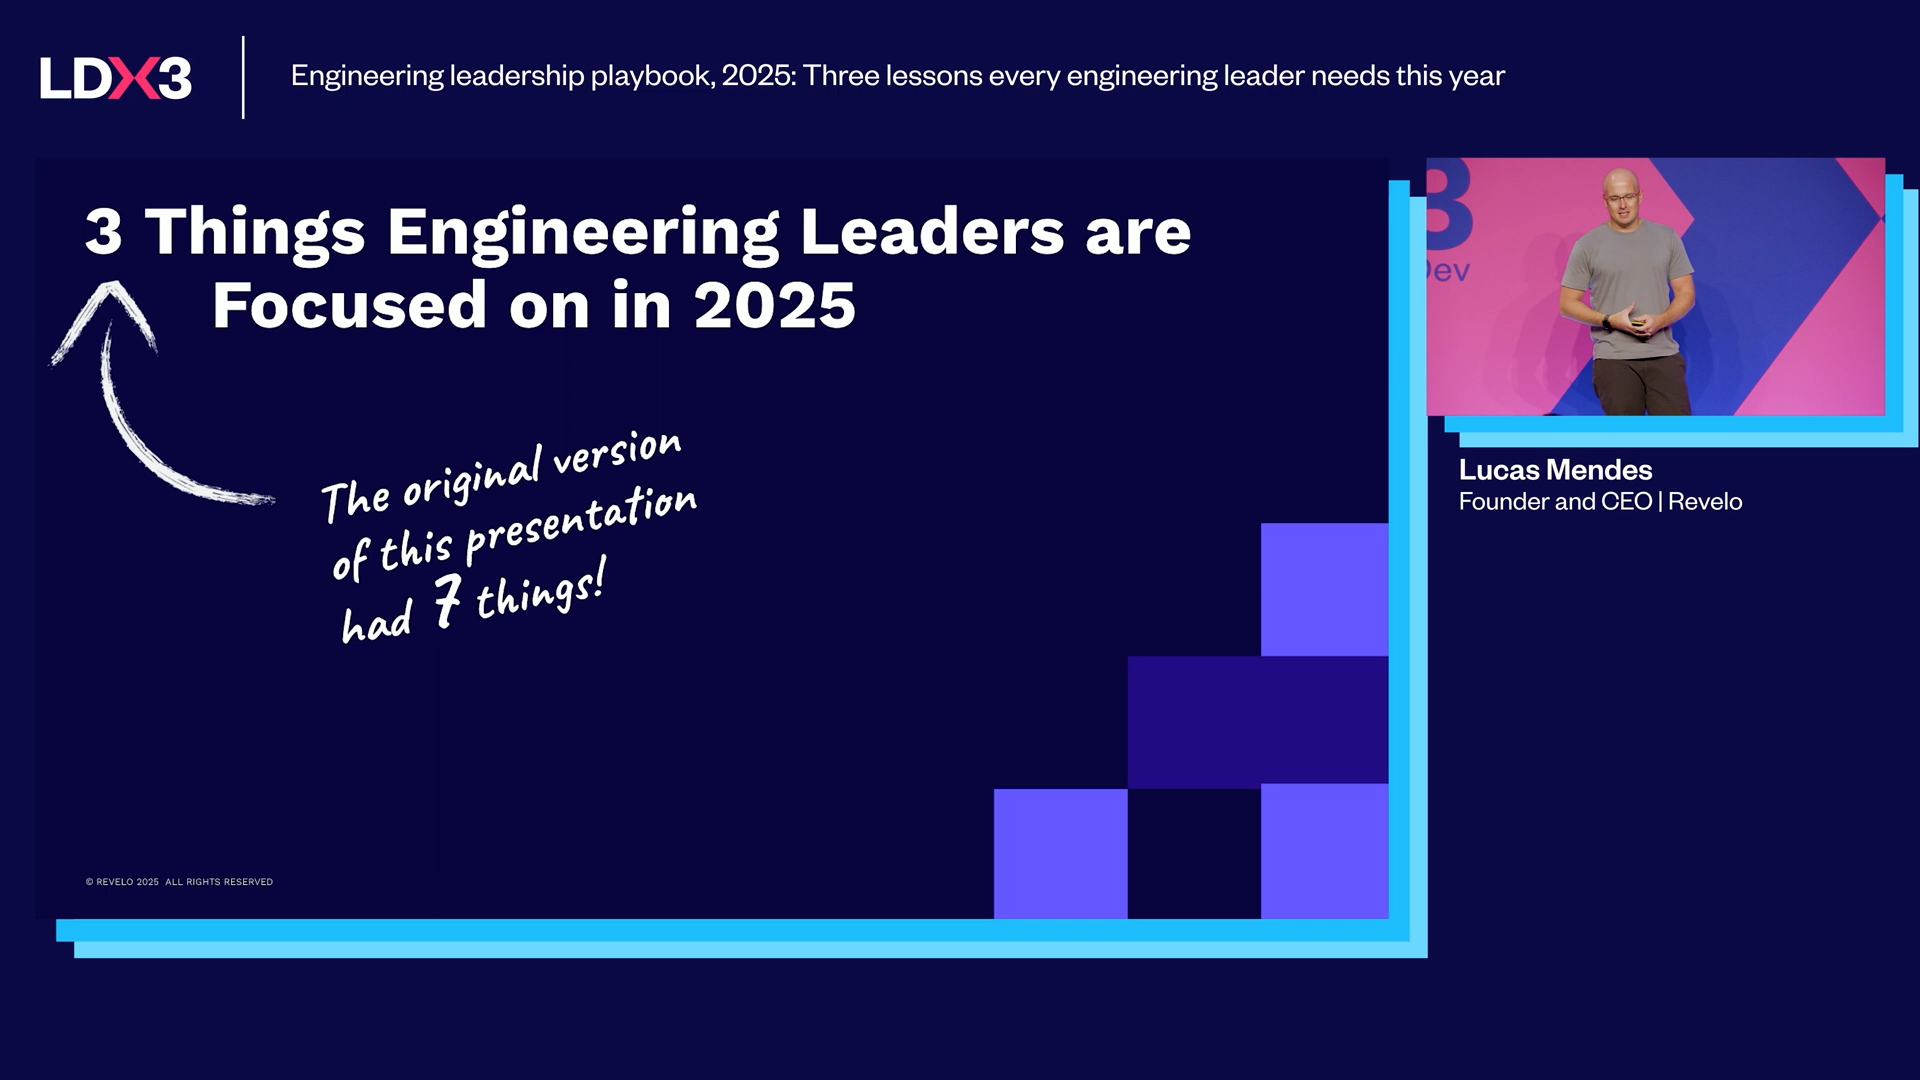 LDX3
Engineering leadership playbook, 2025: Three lessons every engineering leader needs this year
3 Things Engineering Leaders are
Focused on in 2025
The original version
of this presentation
had 7 things!
© REVELO 2025 ALL RIGHTS RESERVED
3
Dev
Lucas Mendes
Founder and CEO | Revelo